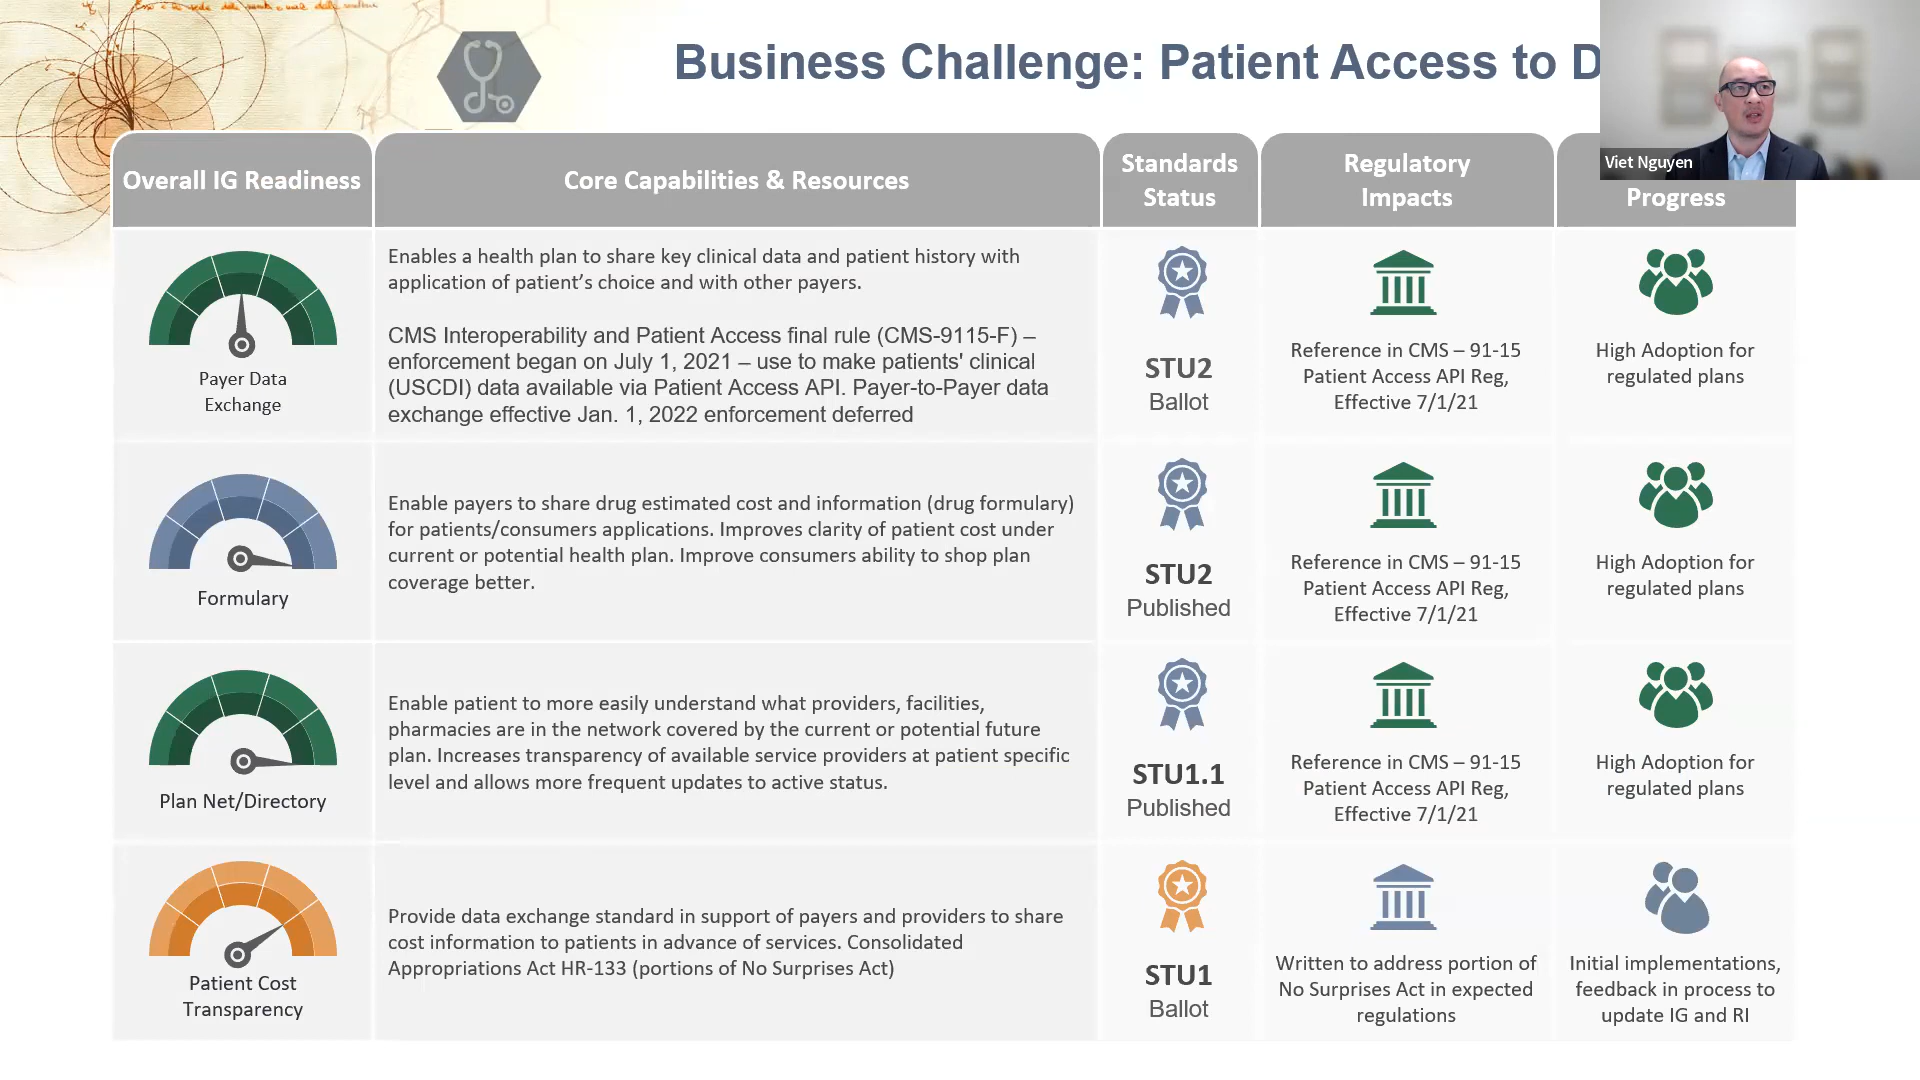 Business Challenge: Patient Access to D
Viet Nguyen
Overall IG Readiness
Core Capabilities & Resources
Standards
Status
Regulatory
Impacts
Progress
Payer Data
Exchange
Enables a health plan to share key clinical data and patient history with
application of patient’s choice and with other payers.
CMS Interoperability and Patient Access final rule (CMS-9115-F) –
enforcement began on July 1, 2021 – use to make patients' clinical
(USCDI) data available via Patient Access API. Payer-to-Payer data
exchange effective Jan. 1, 2022 enforcement deferred
STU2
Ballot
Reference in CMS – 91-15
Patient Access API Reg,
Effective 7/1/21
High Adoption for
regulated plans
Formulary
Enable payers to share drug estimated cost and information (drug formulary)
for patients/consumers applications. Improves clarity of patient cost under
current or potential health plan. Improve consumers ability to shop plan
coverage better.
STU2
Published
Reference in CMS – 91-15
Patient Access API Reg,
Effective 7/1/21
High Adoption for
regulated plans
Plan Net/Directory
Enable patient to more easily understand what providers, facilities,
pharmacies are in the network covered by the current or potential future
plan. Increases transparency of available service providers at patient specific
level and allows more frequent updates to active status.
STU1.1
Published
Reference in CMS – 91-15
Patient Access API Reg,
Effective 7/1/21
High Adoption for
regulated plans
Patient Cost
Transparency
Provide data exchange standard in support of payers and providers to share
cost information to patients in advance of services. Consolidated
Appropriations Act HR-133 (portions of No Surprises Act)
STU1
Ballot
Written to address portion of
No Surprises Act in expected
regulations
Initial implementations,
feedback in process to
update IG and RI